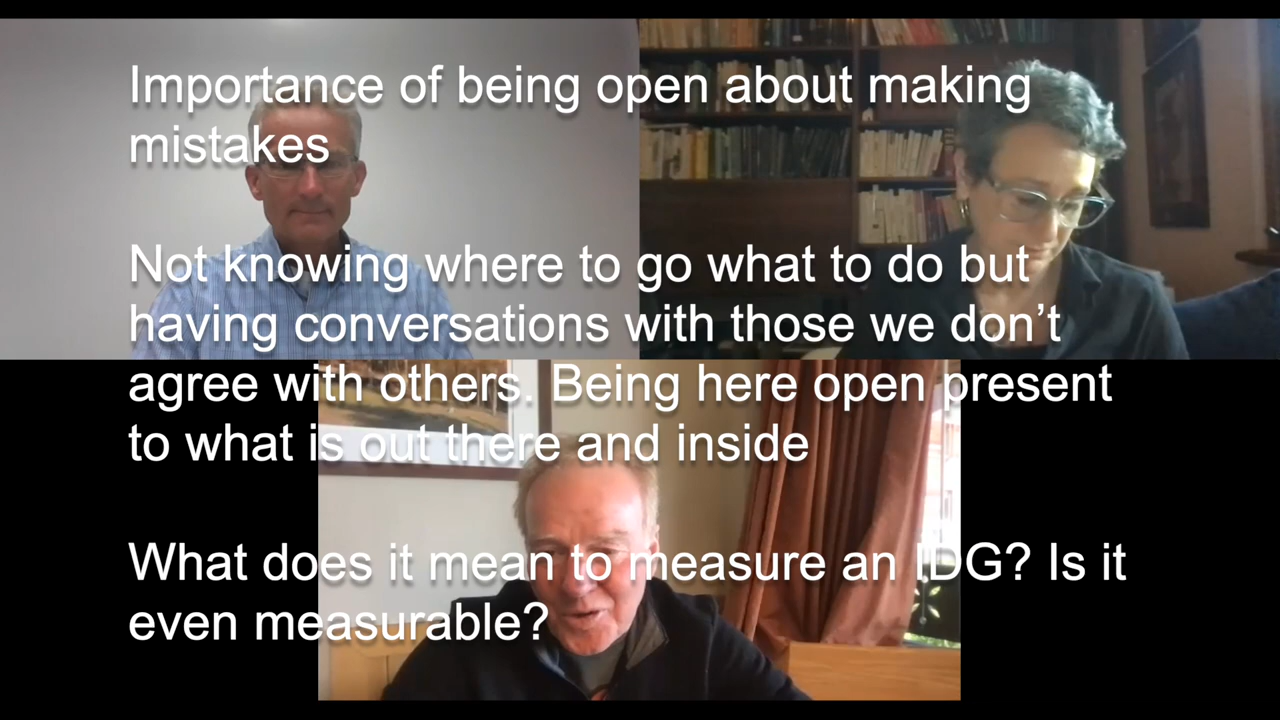 Importance of being open about making
mistakes
Not knowing where to go what to do but
having conversations with those we don’t
agree with others. Being here open present
to what is out there and inside
What does it mean to measure an IDG? Is it
even measurable?